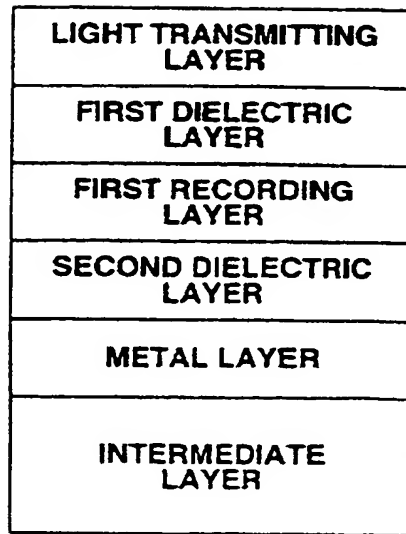 LIGHT TRANSMITTING
LAYER
FIRST DIELECTRIC
LAYER
FIRST RECORDING
LAYER
SECOND DIELECTRIC
LAYER
METAL LAYER
INTERMEDIATE
LAYER